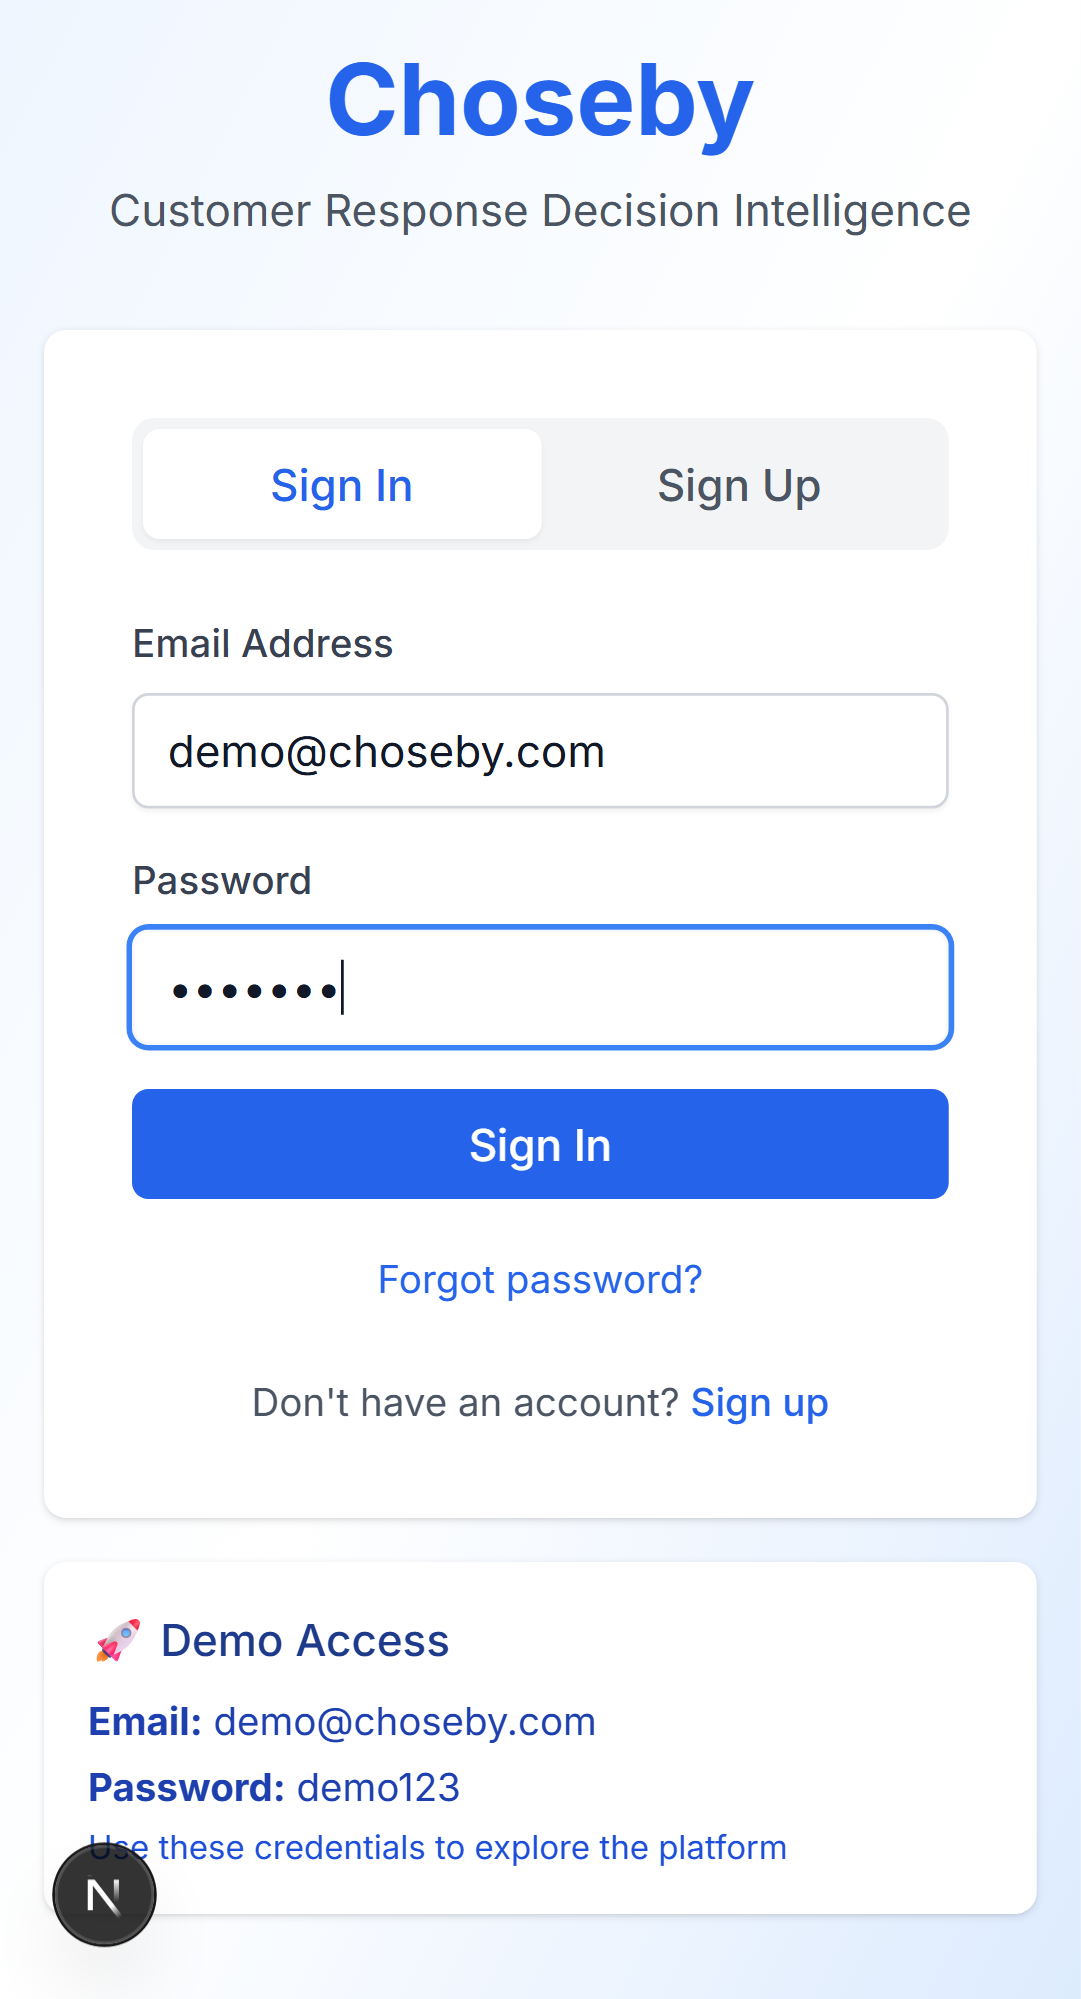 Choseby
Customer Response Decision Intelligence
Sign In
Sign Up
Email Address
demo@choseby.com
Password
•••••••
Sign In
Forgot password?
Don't have an account? Sign up
🚀 Demo Access
Email: demo@choseby.com
Password: demo123
Use these credentials to explore the platform
N